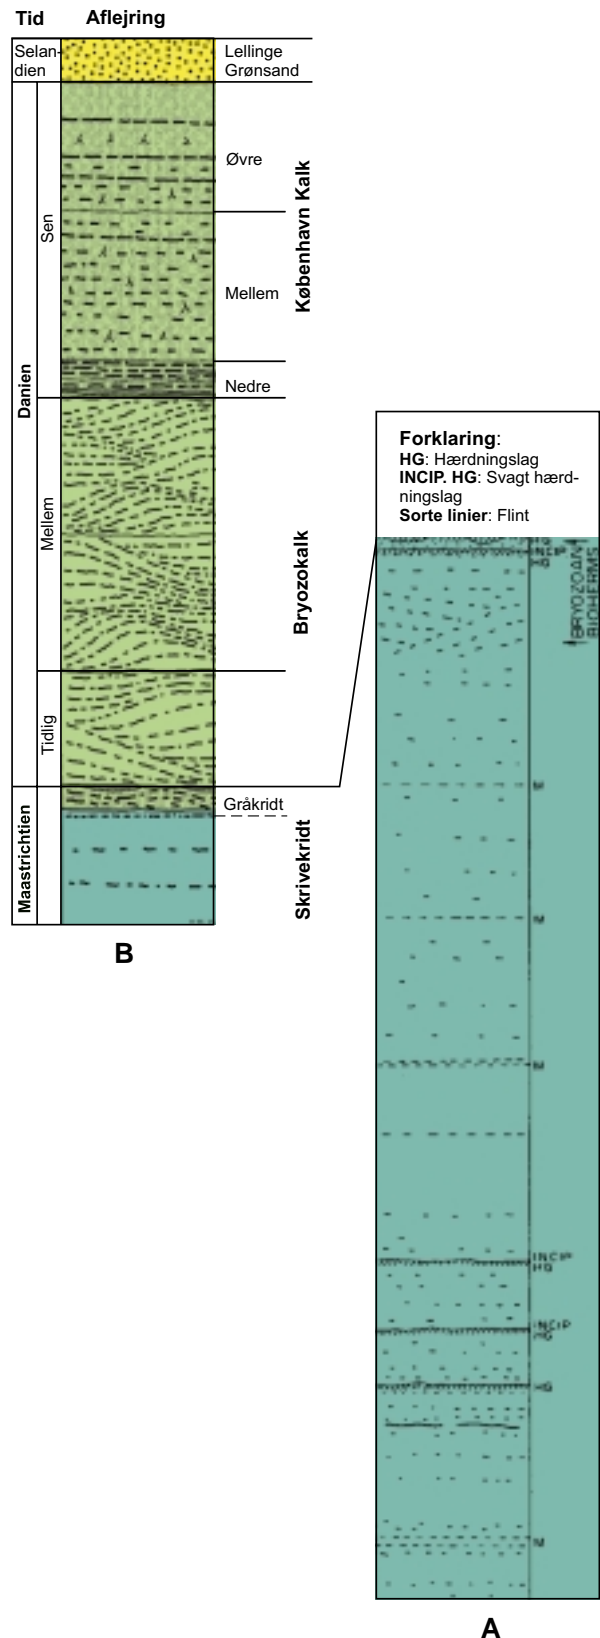 Tid
Aflejring
Selan-
dien
Lellinge
Grønsand
Danien
Sen
Øvre
Mellem
Nedre
København Kalk
Mellem
Tidlig
Bryozokalk
Maastrichtien
Gråkridt
Skrivekridt
B
Forklaring:
HG: Hærdningslag
INCIP. HG: Svagt hærd-
ningslag
Sorte linier: Flint
HG
INCIP
HG
BRYOZOAN
BIOHERMS
M
M
M
INCIP
HG
INCIP
HG
HG
M
A